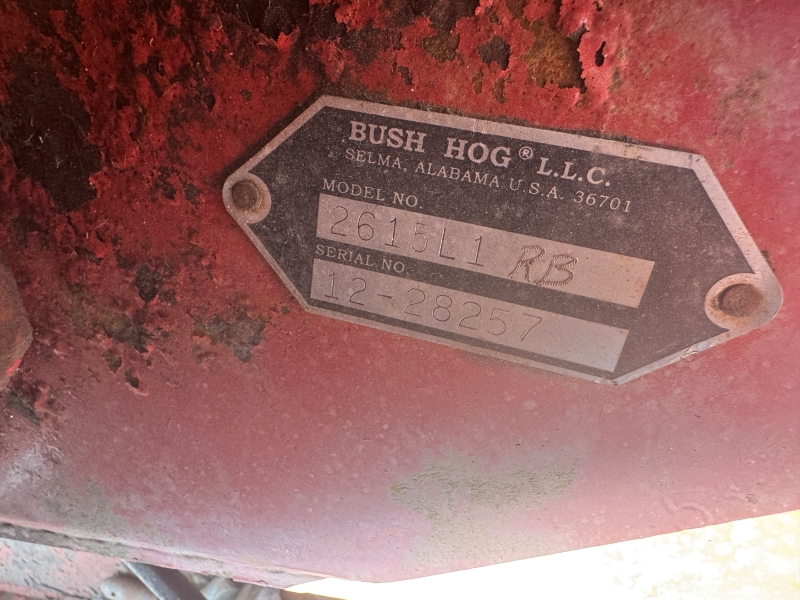 BUSH HOG® L.L.C.
SELMA, ALABAMA U.S.A. 36701
MODEL NO.
2615L1 RB
SERIAL NO.
12-28257